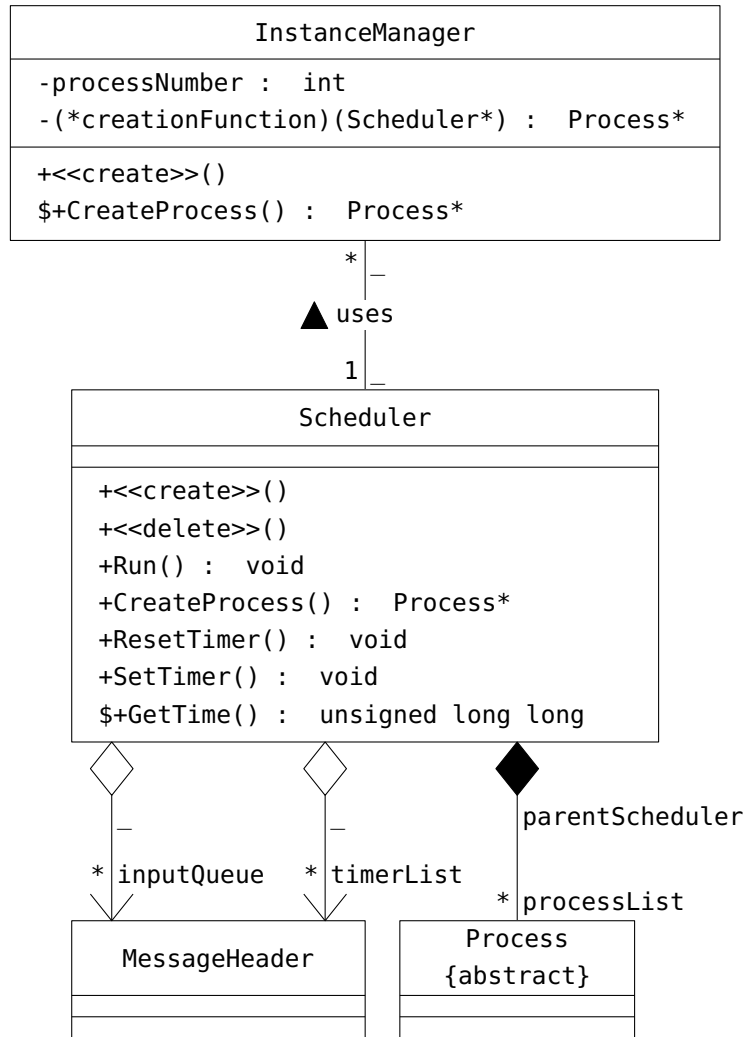 InstanceManager
-processNumber :  int
-(*creationFunction)(Scheduler*) :  Process*
+<<create>>()
$+CreateProcess() :  Process*
* _
uses
1 _
Scheduler
+<<create>>()
+<<delete>>()
+Run() :  void
+CreateProcess() :  Process*
+ResetTimer() :  void
+SetTimer() :  void
$+GetTime() :  unsigned long long
_ _ parentScheduler
* inputQueue * timerList * processList
MessageHeader
Process
{abstract}